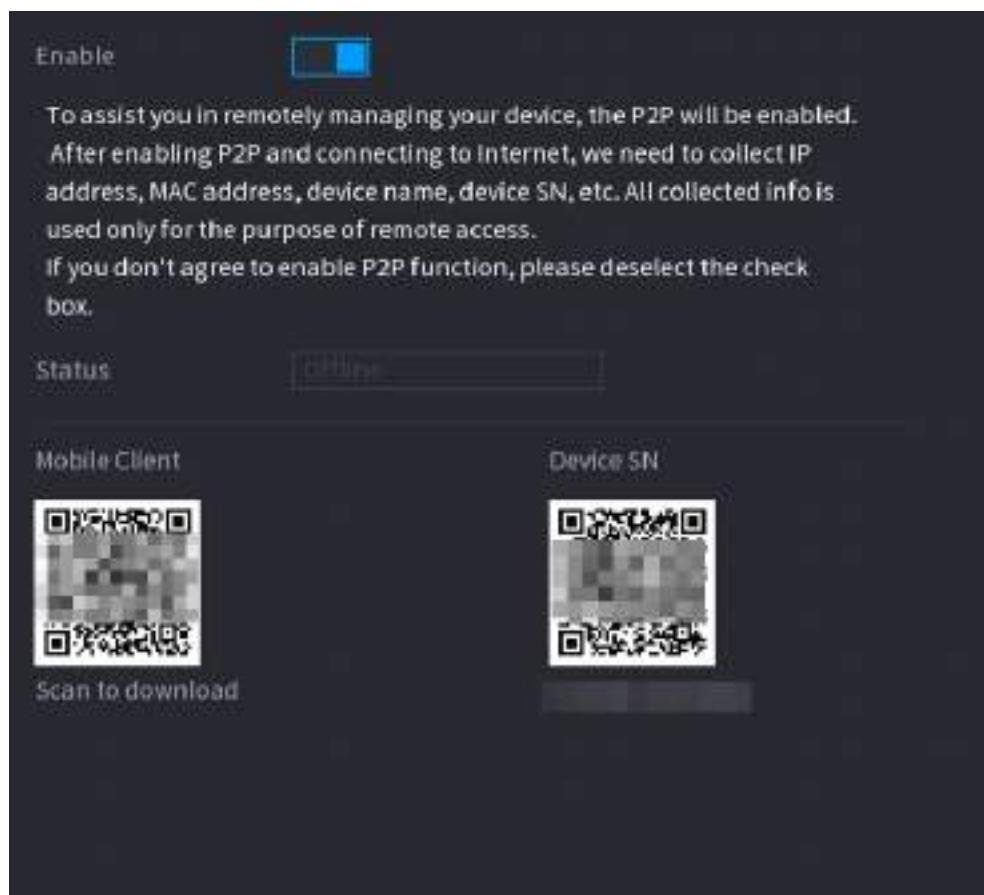 Enable
To assist you in remotely managing your device, the P2P will be enabled.
After enabling P2P and connecting to Internet, we need to collect IP
address, MAC address, device name, device SN, etc. All collected info is
used only for the purpose of remote access.
If you don't agree to enable P2P function, please deselect the check
box.
Status Offline
Mobile Client Device SN
Scan to download